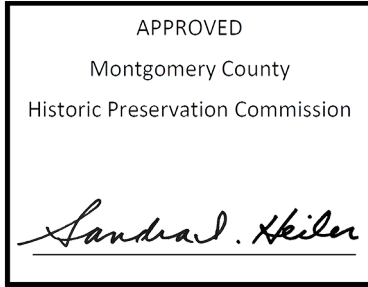 APPROVED
Montgomery County
Historic Preservation Commission
Sandra I. Heiler